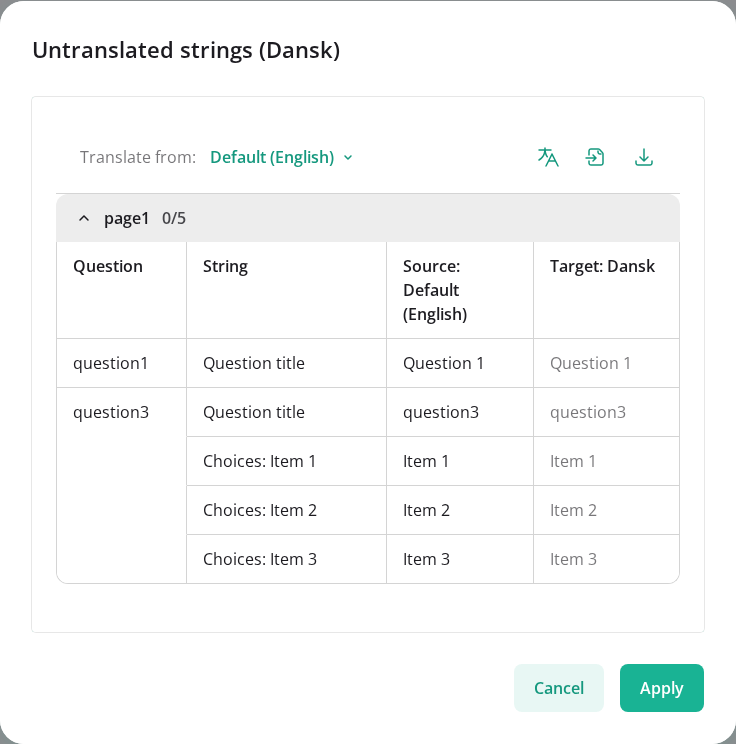 Untranslated strings (Dansk)
Translate from: Default (English)
page1 0/5
Question String Source: Default (English) Target: Dansk
question1 Question title Question 1 Question 1
question3 Question title question3 question3
Choices: Item 1 Item 1 Item 1
Choices: Item 2 Item 2 Item 2
Choices: Item 3 Item 3 Item 3
Cancel Apply